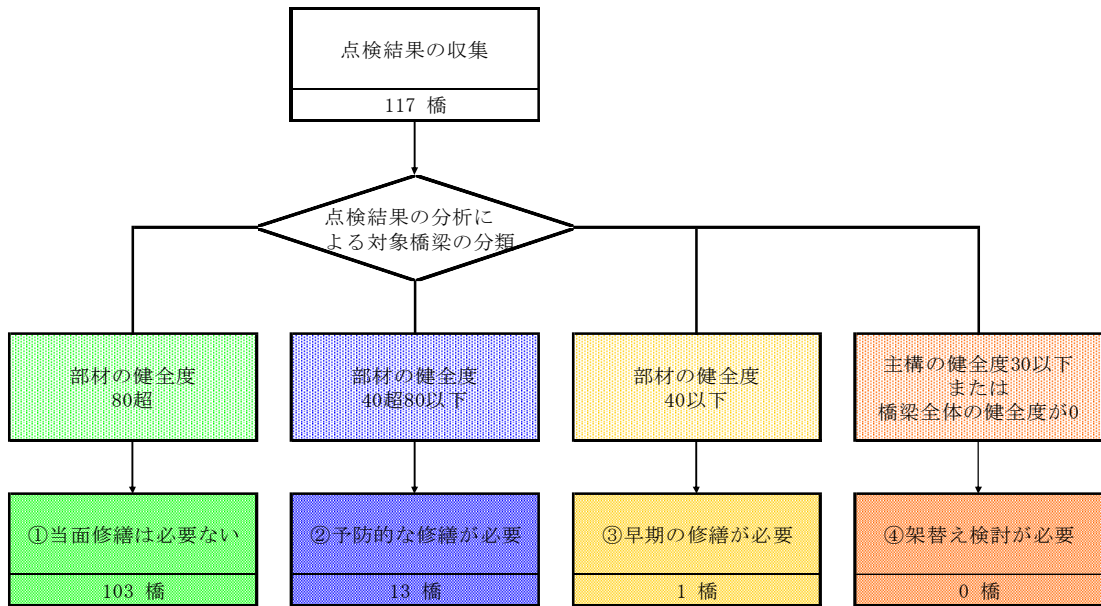 点検結果の収集
117 橋
点検結果の分析に
よる対象橋梁の分類
部材の健全度
80超
部材の健全度
40超80以下
部材の健全度
40以下
主構の健全度30以下
または
橋梁全体の健全度が0
①当面修繕は必要ない
103 橋
②予防的な修繕が必要
13 橋
③早期の修繕が必要
1 橋
④架替え検討が必要
0 橋